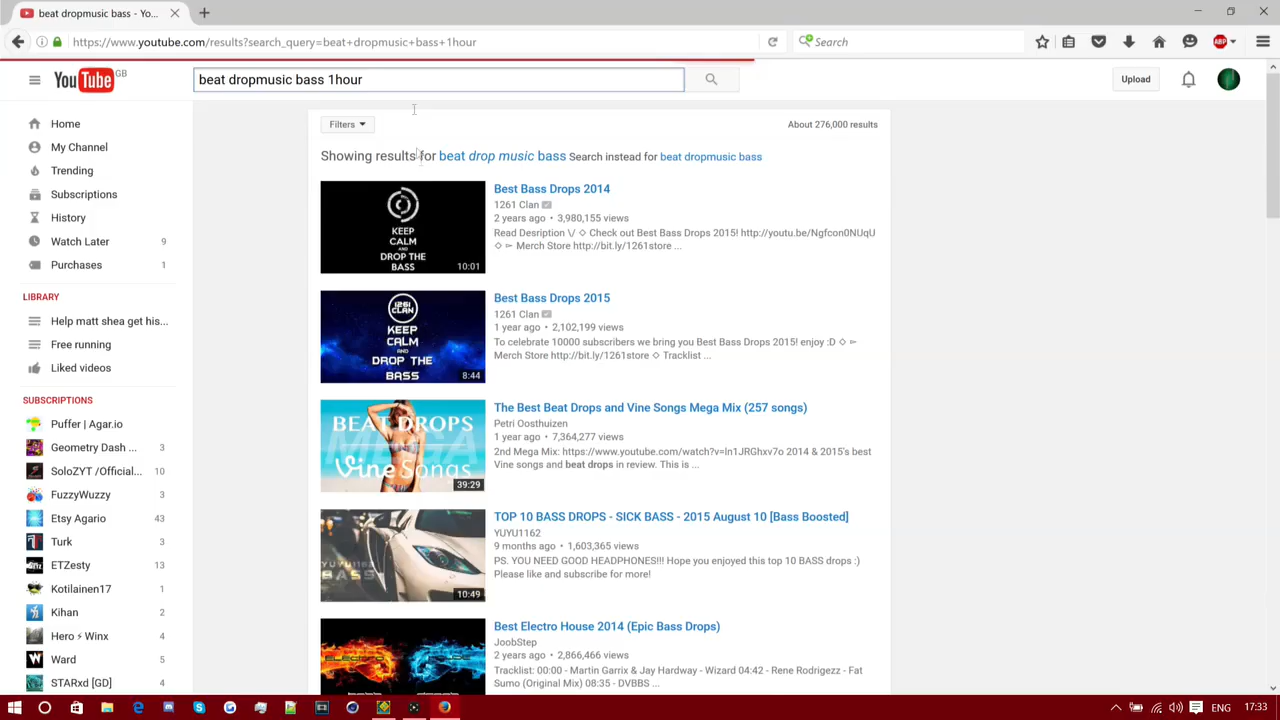 beat dropmusic bass - Yo...
https://www.youtube.com/results?search_query=beat+dropmusic+bass+1hour
Search
ABP
YouTube GB
beat dropmusic bass 1hour
Upload
Home
My Channel
Trending
Subscriptions
History
Watch Later 9
Purchases 1
LIBRARY
Help matt shea get his...
Free running
Liked videos
SUBSCRIPTIONS
Puffer | Agar.io
Geometry Dash ... 3
SoloZYT /Official... 10
FuzzyWuzzy 3
Etsy Agario 43
Turk 3
ETZesty 13
Kotilainen17 1
Kihan 2
Hero ⚡ Winx 4
Ward 5
STARxd [GD] 4
Filters
About 276,000 results
Showing results for beat drop music bass Search instead for beat dropmusic bass
KEEP
CALM
AND
DROP THE
BASS
10:01
Best Bass Drops 2014
1261 Clan
2 years ago • 3,980,155 views
Read Desription \/ ◇ Check out Best Bass Drops 2015! http://youtu.be/Ngfcon0NUqU
◇ ► Merch Store http://bit.ly/1261store ...
1261
CLAN
KEEP
CALM
AND
DROP THE
BASS
8:44
Best Bass Drops 2015
1261 Clan
1 year ago • 2,102,199 views
To celebrate 10000 subscribers we bring you Best Bass Drops 2015! enjoy :D ◇ ►
Merch Store http://bit.ly/1261store ◇ Tracklist ...
BEAT DROPS
MEGA
Vine Songs
39:29
The Best Beat Drops and Vine Songs Mega Mix (257 songs)
Petri Oosthuizen
1 year ago • 7,364,277 views
2nd Mega Mix: https://www.youtube.com/watch?v=ln1JRGhxv7o 2014 & 2015's best
Vine songs and beat drops in review. This is ...
YUYU1162
BASS
10:49
TOP 10 BASS DROPS - SICK BASS - 2015 August 10 [Bass Boosted]
YUYU1162
9 months ago • 1,603,365 views
PS. YOU NEED GOOD HEADPHONES!!! Hope you enjoyed this top 10 BASS drops :)
Please like and subscribe for more!
Best Electro House 2014 (Epic Bass Drops)
JoobStep
2 years ago • 2,866,466 views
Tracklist: 00:00 - Martin Garrix & Jay Hardway - Wizard 04:42 - Rene Rodrigezz - Fat
Sumo (Original Mix) 08:35 - DVBBS ...
ENG
17:33